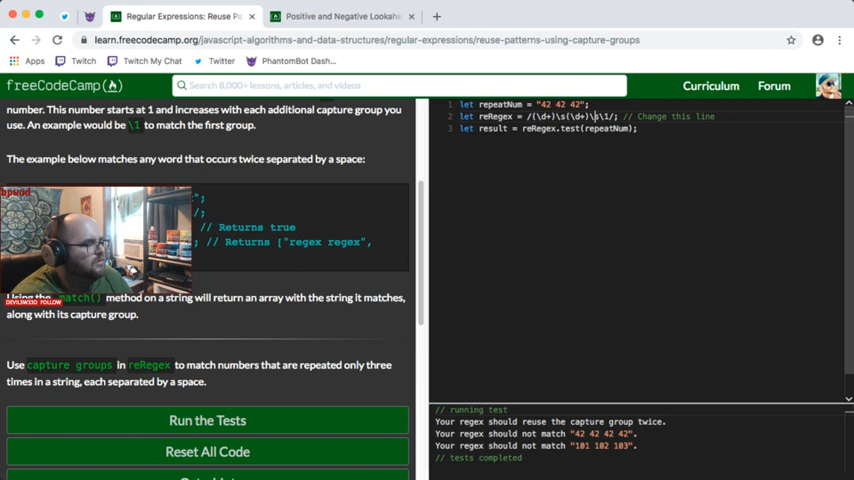 Regular Expressions: Reuse Pa
Positive and Negative Lookahe
learn.freecodecamp.org/javascript-algorithms-and-data-structures/regular-expressions/reuse-patterns-using-capture-groups
Apps
Twitch
Twitch My Chat
Twitter
PhantomBot Dash...
freeCodeCamp
Search 8,000+ lessons, articles, and videos
Curriculum
Forum
number. This number starts at 1 and increases with each additional capture group you
use. An example would be \1 to match the first group.
The example below matches any word that occurs twice separated by a space:
";
/;
// Returns true
; // Returns ["regex regex",
DEVILSW33D FOLLOW
Using the .match() method on a string will return an array with the string it matches,
along with its capture group.
Use capture groups in reRegex to match numbers that are repeated only three
times in a string, each separated by a space.
Run the Tests
Reset All Code
1 let repeatNum = "42 42 42";
2 let reRegex = /(\d+)\s(\d+)\s\1/; // Change this line
3 let result = reRegex.test(repeatNum);
// running test
Your regex should reuse the capture group twice.
Your regex should not match "42 42 42 42".
Your regex should not match "101 102 103".
// tests completed